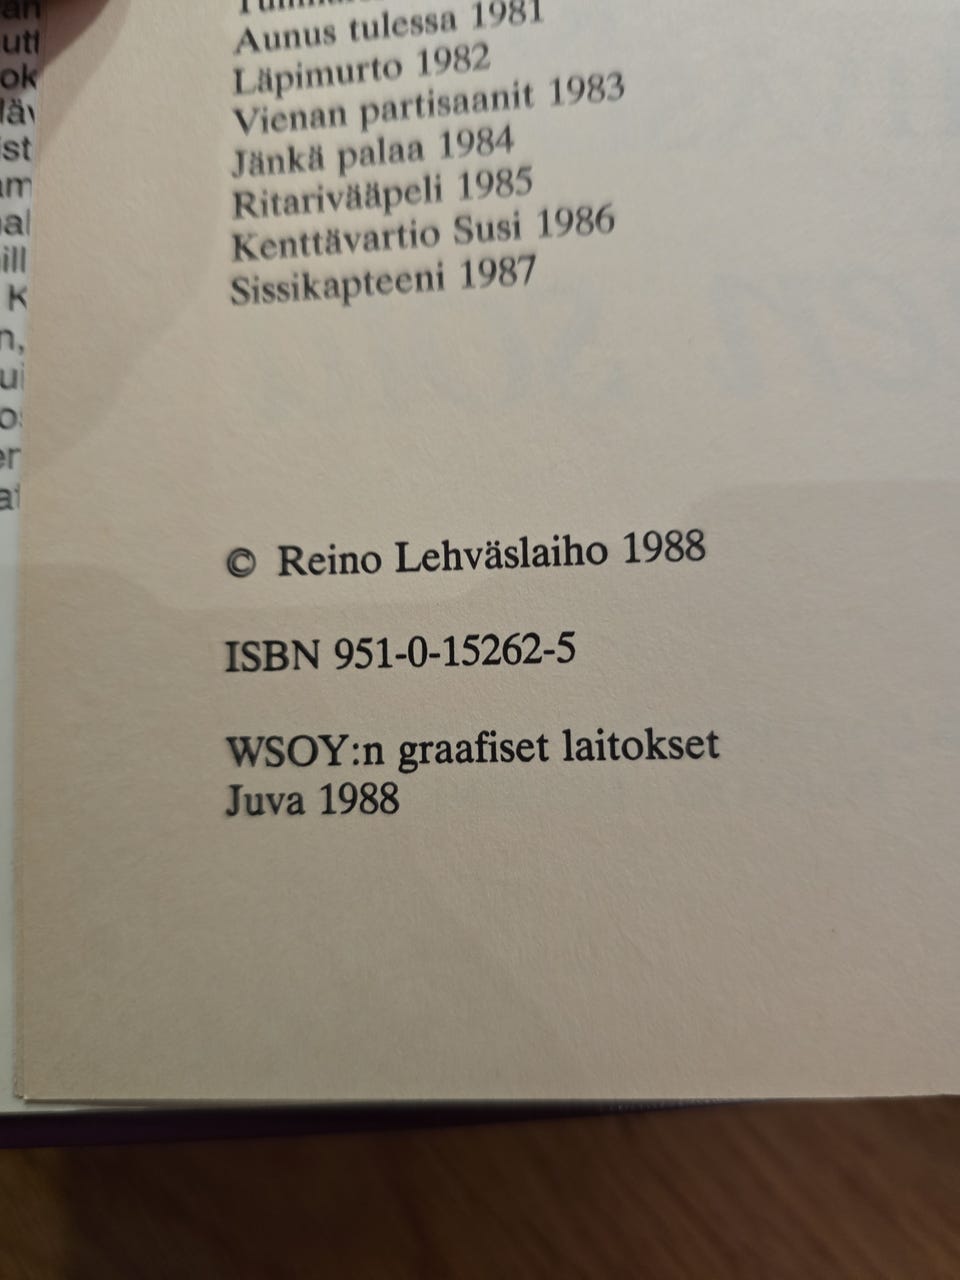 Aunus tulessa 1981
Läpimurto 1982
Vienan partisaanit 1983
Jänkä palaa 1984
Ritarivääpeli 1985
Kenttävartio Susi 1986
Sissikapteeni 1987
© Reino Lehväslaiho 1988
ISBN 951-0-15262-5
WSOY:n graafiset laitokset
Juva 1988